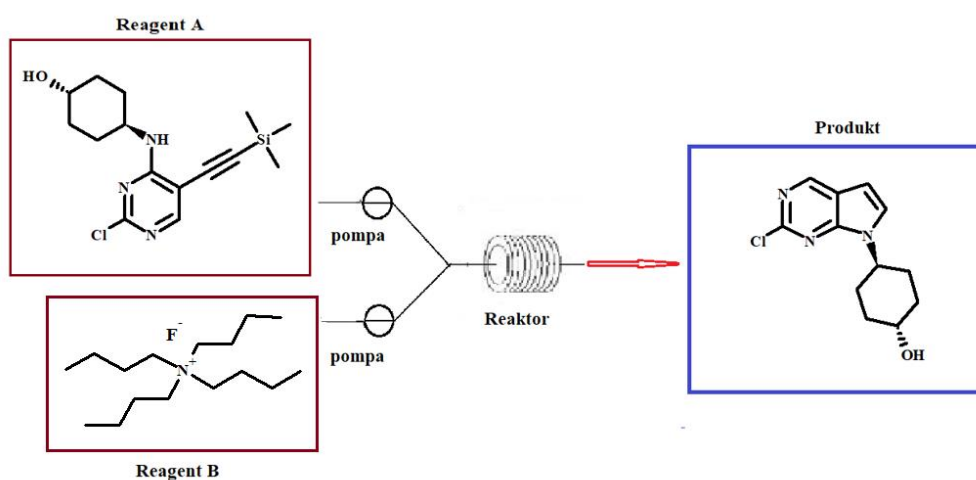 Reagent A
HO
NH
Si
N
Cl
N
pompa
Reaktor
pompa
F-
N+
Reagent B
Produkt
N
Cl
N
N
OH